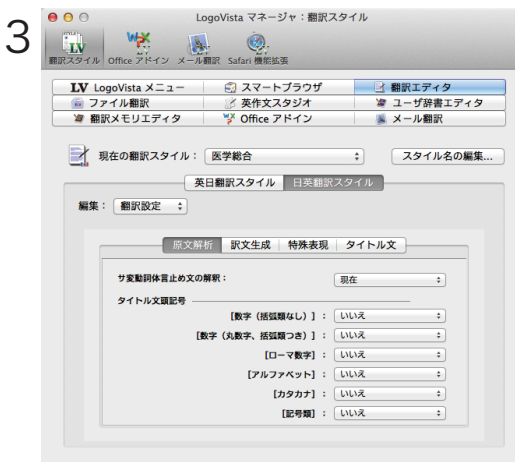 3
LogoVista マネージャ：翻訳スタイル
翻訳スタイル Office アドイン メール翻訳 Safari 機能拡張
LV LogoVista メニュー スマートブラウザ 翻訳エディタ
ファイル翻訳 英作文スタジオ ユーザ辞書エディタ
翻訳メモリエディタ Office アドイン メール翻訳
現在の翻訳スタイル： 医学総合 スタイル名の編集...
英日翻訳スタイル 日英翻訳スタイル
編集： 翻訳設定
原文解析 訳文生成 特殊表現 タイトル文
サ変動詞体言止め文の解釈： 現在
タイトル文頭記号
[数字（括弧類なし）]： いいえ
[数字（丸数字、括弧類つき）]： いいえ
[ローマ数字]： いいえ
[アルファベット]： いいえ
[カタカナ]： いいえ
[記号類]： いいえ